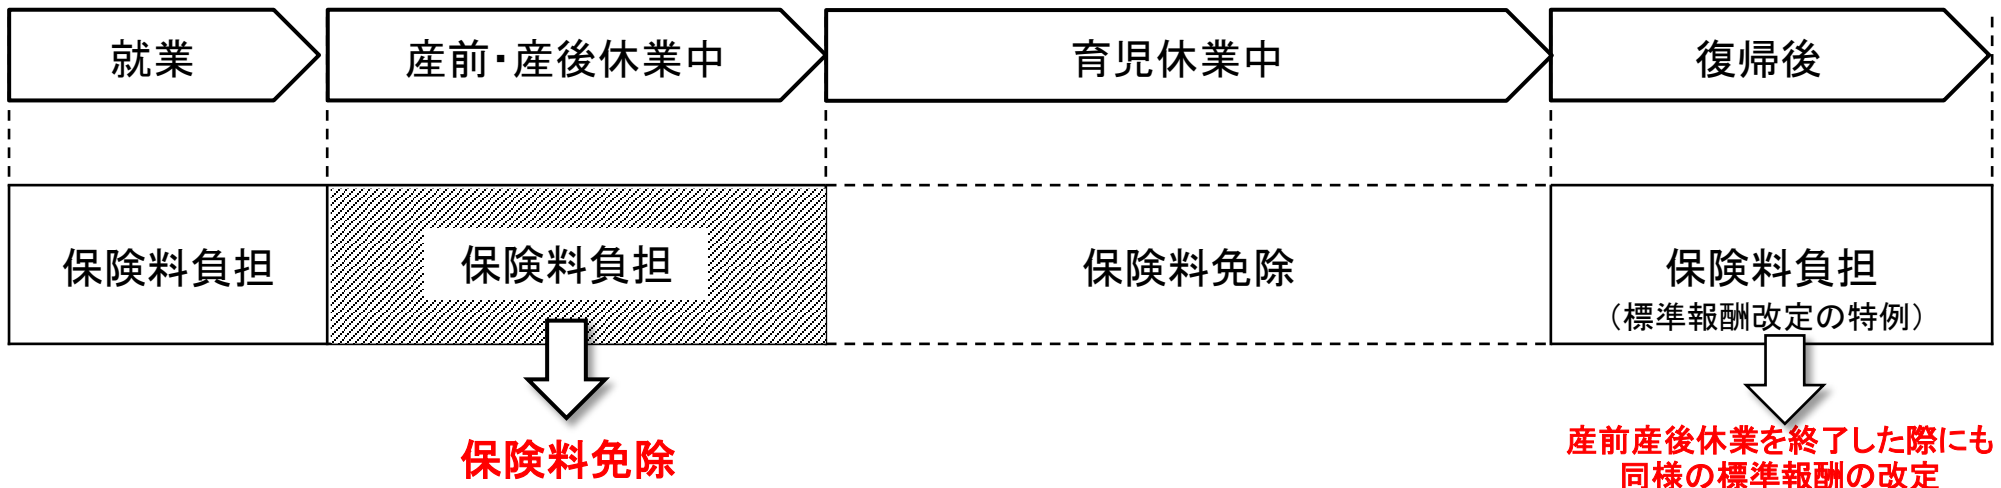 就業
産前・産後休業中
育児休業中
復帰後
保険料負担
保険料負担
保険料免除
保険料負担
（標準報酬改定の特例）
保険料免除
産前産後休業を終了した際にも
同様の標準報酬の改定